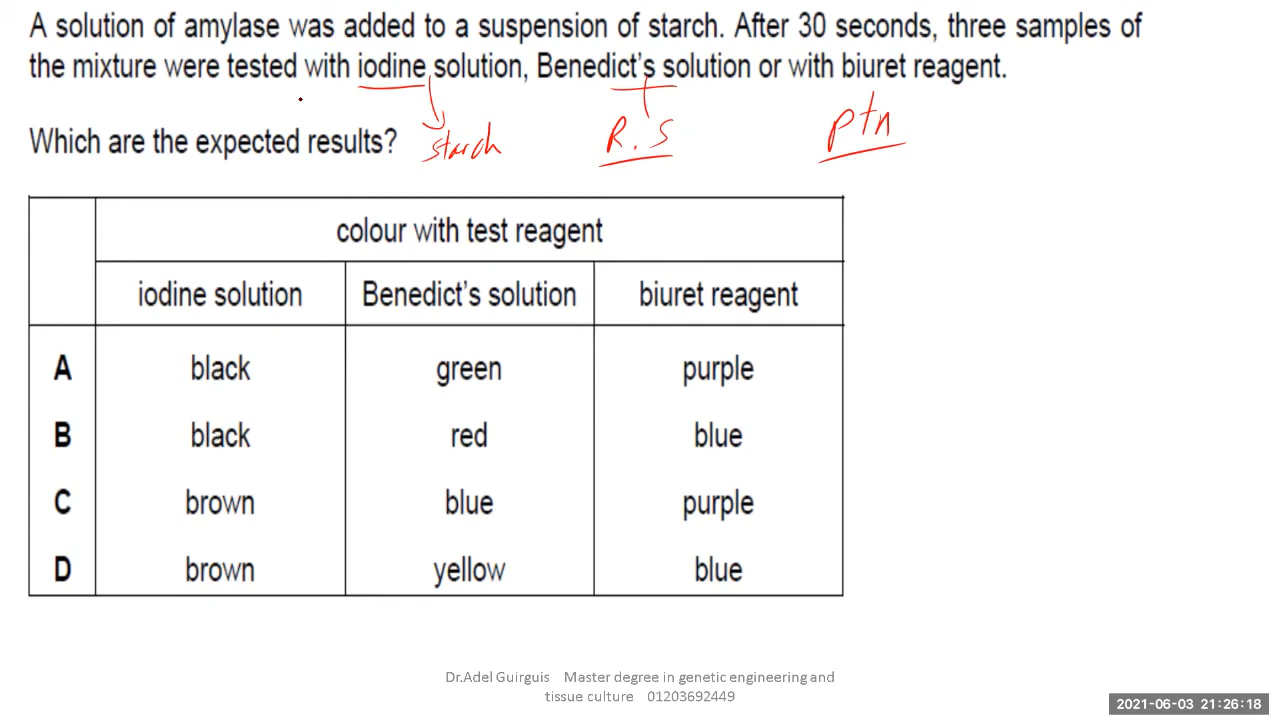 A solution of amylase was added to a suspension of starch. After 30 seconds, three samples of
the mixture were tested with iodine solution, Benedict's solution or with biuret reagent.
Which are the expected results?
starch
R.S
ptn
colour with test reagent
iodine solution Benedict's solution biuret reagent
A black green purple
B black red blue
C brown blue purple
D brown yellow blue
Dr.Adel Guirguis Master degree in genetic engineering and
tissue culture 01203692449
2021-06-03 21:26:18